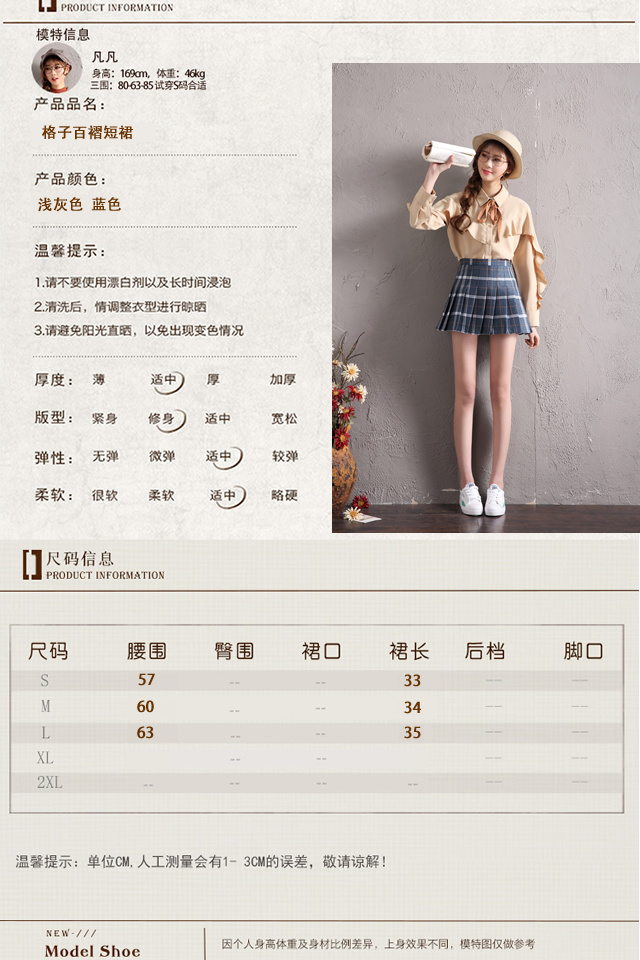 PRODUCT INFORMATION
模特信息
凡凡
身高：169cm，体重：46kg
三围：80-63-85 试穿S码合适
产品品名：
格子百褶短裙
产品颜色：
浅灰色 蓝色
温馨提示：
1.请不要使用漂白剂以及长时间浸泡
2.清洗后，情调整衣型进行晾晒
3.请避免阳光直晒，以免出现变色情况
厚度： 薄 适中 厚 加厚
版型： 紧身 修身 适中 宽松
弹性： 无弹 微弹 适中 较弹
柔软： 很软 柔软 适中 略硬
尺码信息
PRODUCT INFORMATION
尺码 腰围 臀围 裙口 裙长 后档 脚口
S 57 -- -- 33 -- --
M 60 -- -- 34 -- --
L 63 -- -- 35 -- --
XL -- -- -- --
2XL -- -- -- -- -- --
温馨提示：单位CM,人工测量会有1- 3CM的误差，敬请谅解！
NEW-///
Model Shoe
因个人身高体重及身材比例差异，上身效果不同，模特图仅做参考